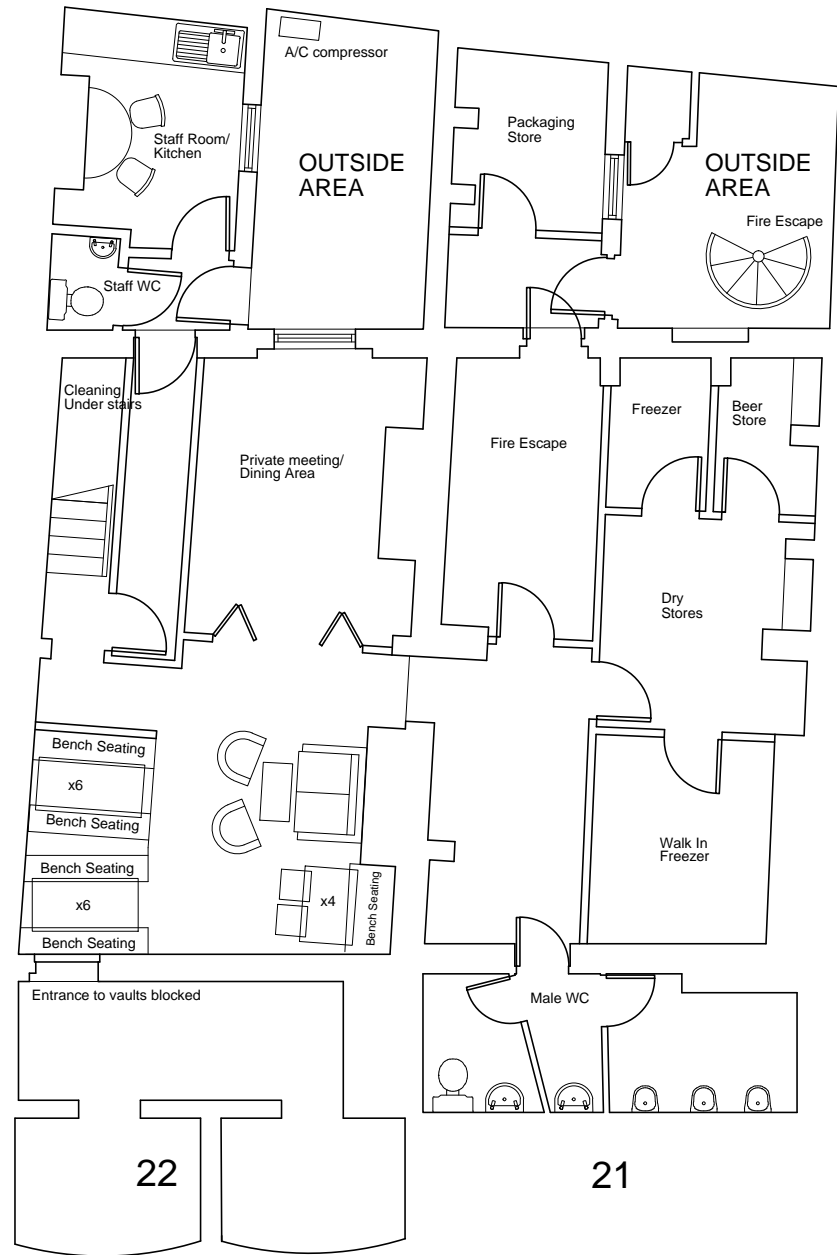 A/C compressor
Staff Room/
Kitchen
OUTSIDE
AREA
Packaging
Store
OUTSIDE
AREA
Fire Escape
Staff WC
Cleaning
Under stairs
Private meeting/
Dining Area
Fire Escape
Freezer
Beer
Store
Dry
Stores
Bench Seating
x6
Bench Seating
Bench Seating
x6
Bench Seating
x4
Bench Seating
Walk In
Freezer
Entrance to vaults blocked
Male WC
22
21